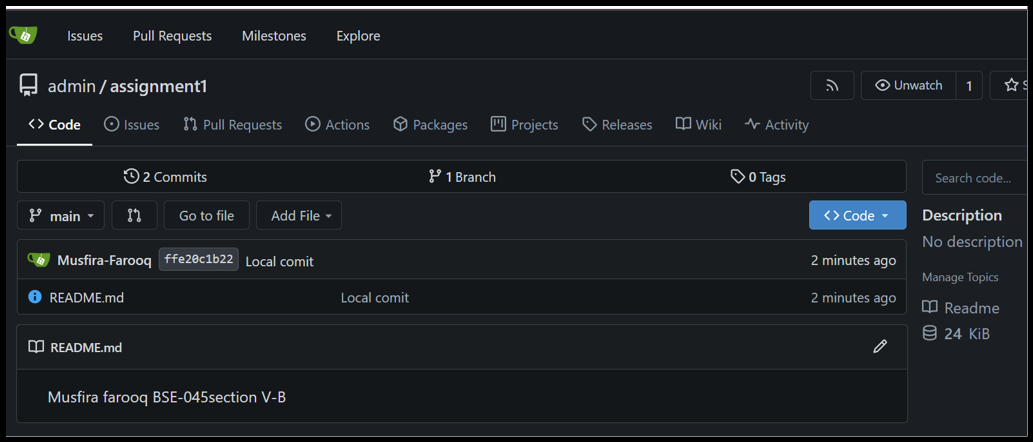 Issues Pull Requests Milestones Explore
admin / assignment1 Unwatch 1
Code Issues Pull Requests Actions Packages Projects Releases Wiki Activity
2 Commits 1 Branch 0 Tags
Search code...
main Go to file Add File Code
Description
No description
Musfira-Farooq ffe20c1b22 Local comit 2 minutes ago
Manage Topics
README.md Local comit 2 minutes ago
Readme
24 KiB
README.md
Musfira farooq BSE-045section V-B